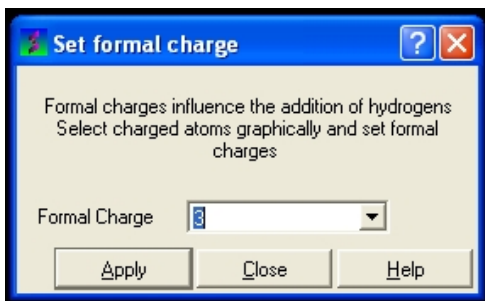 Set formal charge
Formal charges influence the addition of hydrogens
Select charged atoms graphically and set formal
charges
Formal Charge 3
Apply Close Help